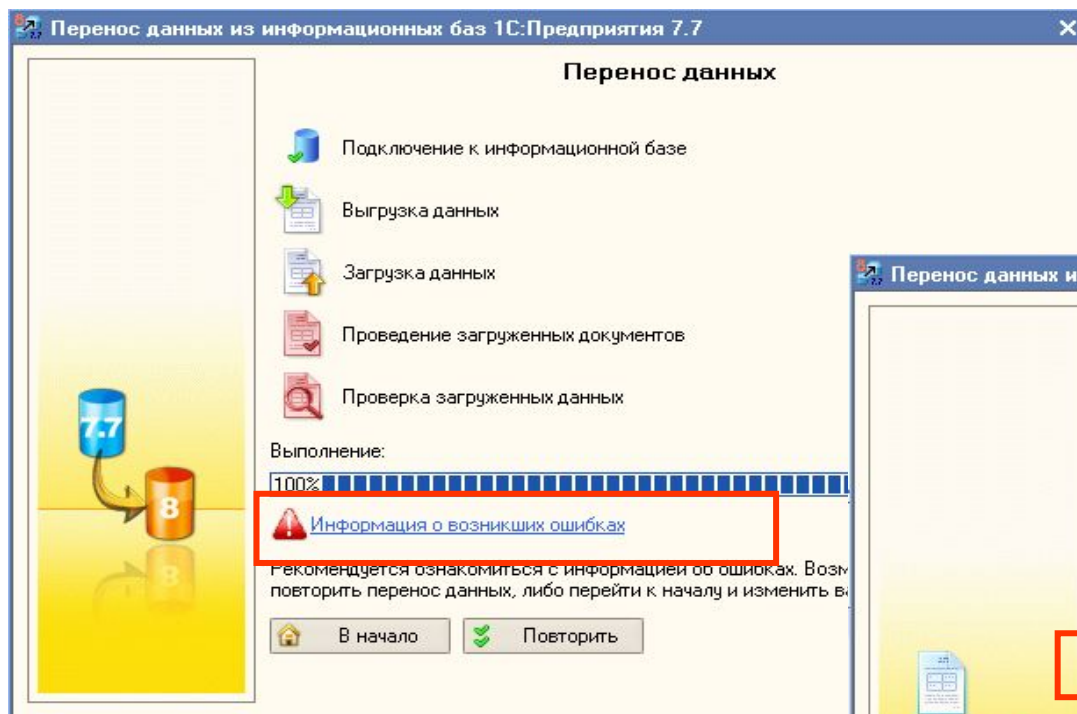 Перенос данных из информационных баз 1С:Предприятия 7.7
Перенос данных
Подключение к информационной базе
Выгрузка данных
Загрузка данных
Перенос данных и
Проведение загруженных документов
Проверка загруженных данных
7.7
8
Выполнение:
100%
Информация о возникших ошибках
Рекомендуется ознакомиться с информацией об ошибках. Возм
повторить перенос данных, либо перейти к началу и изменить в
В начало
Повторить